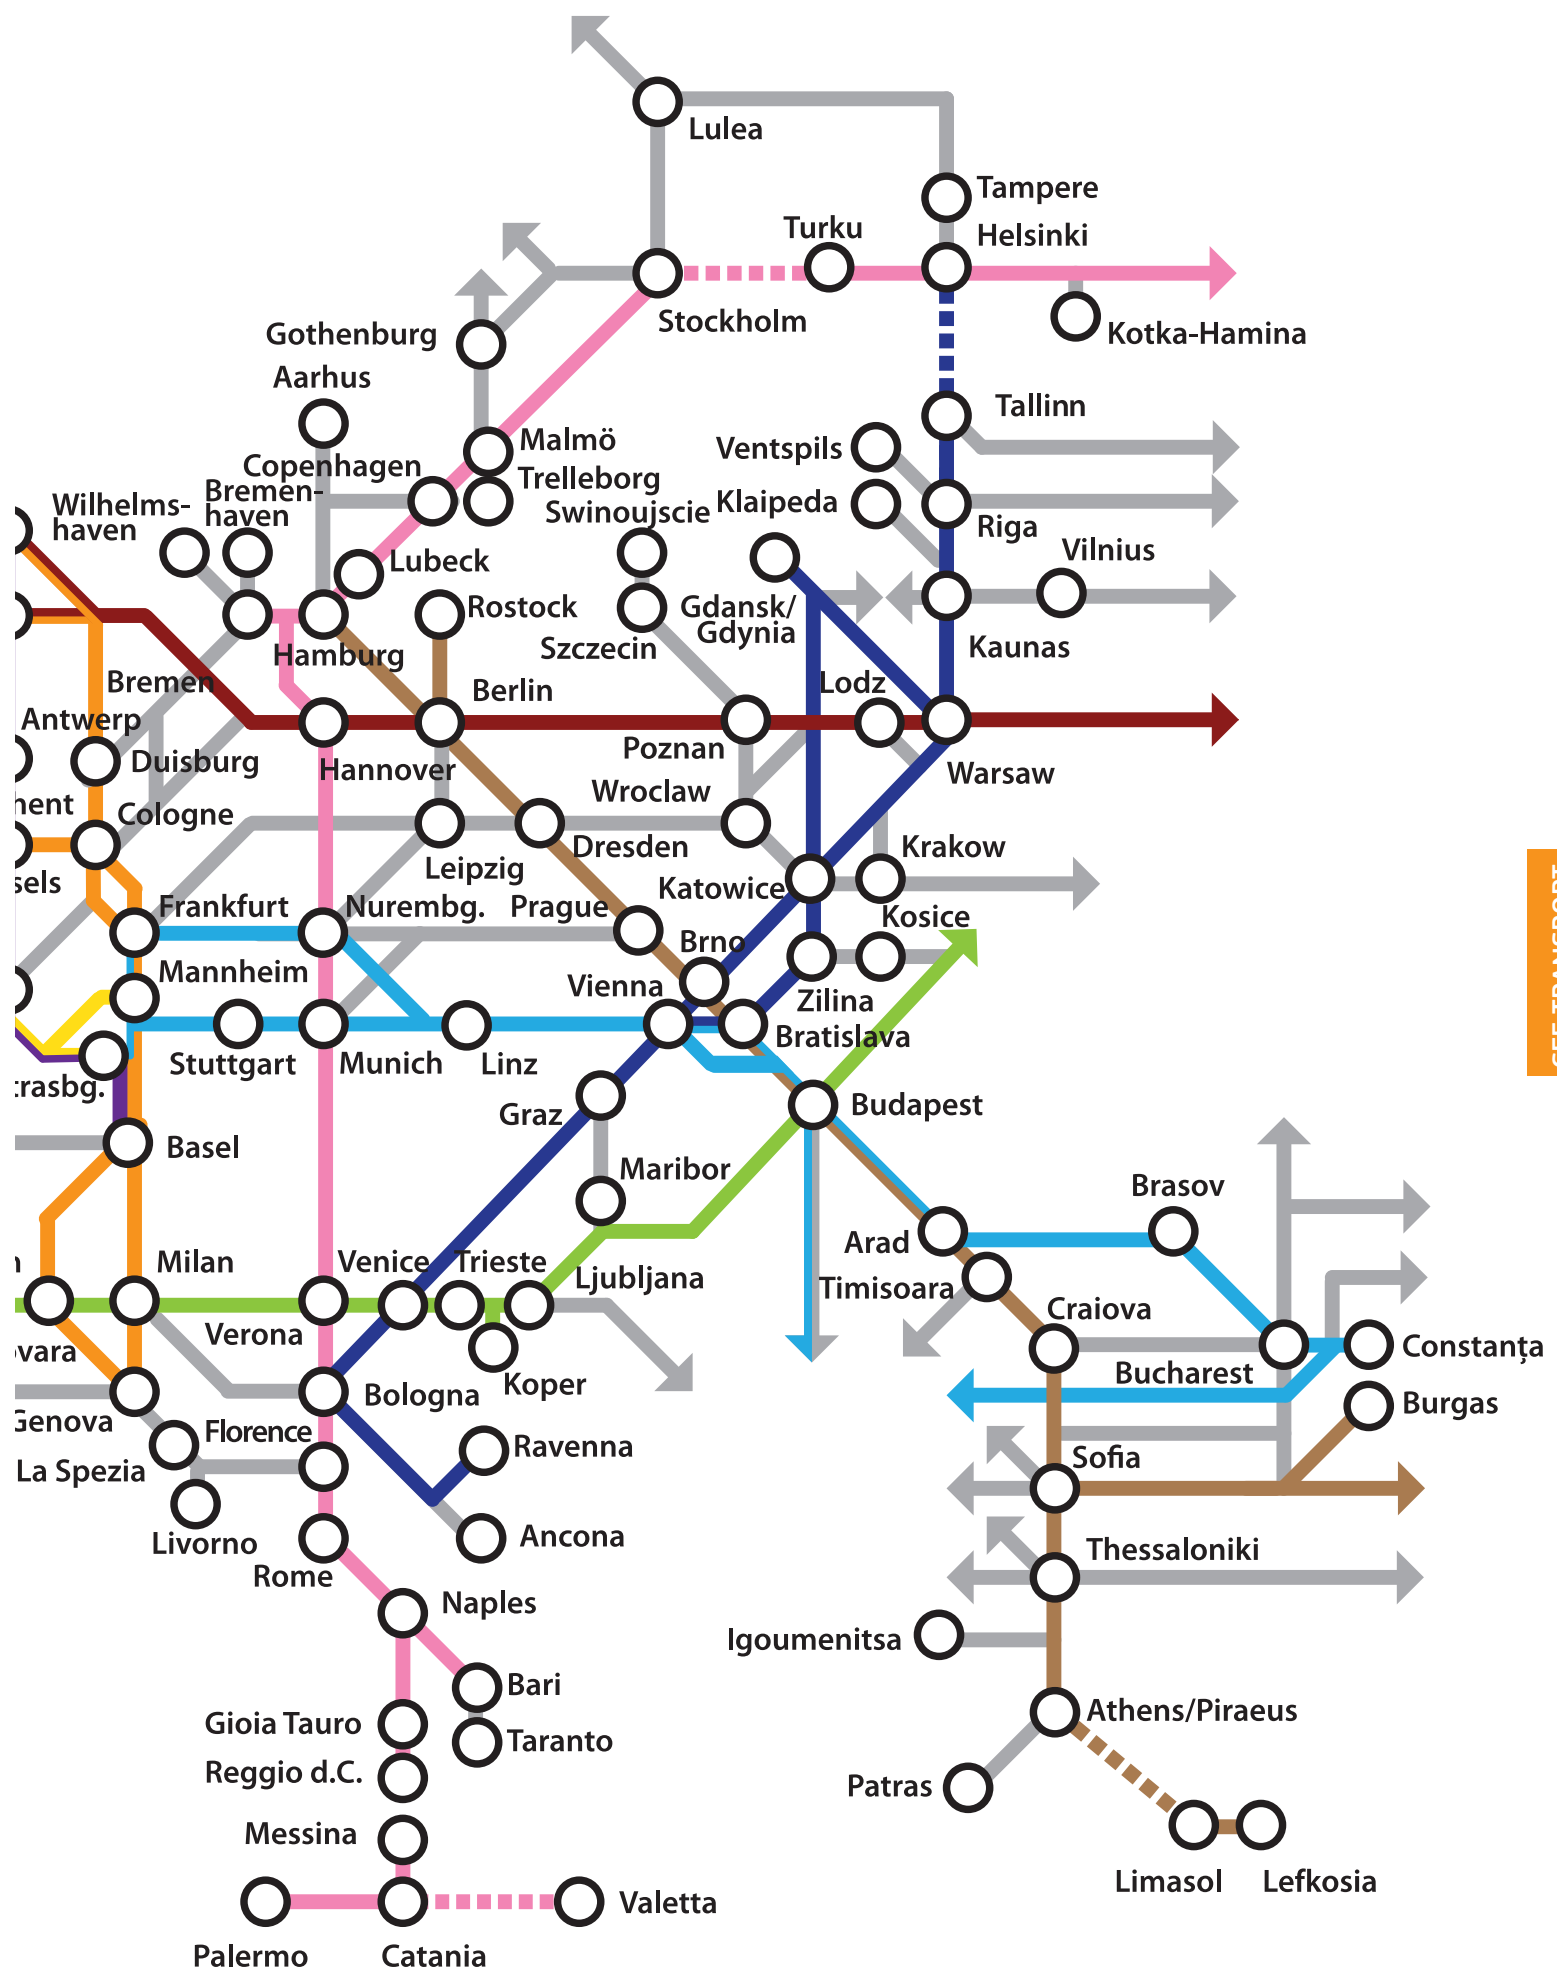 Lulea
Tampere
Turku
Helsinki
Stockholm
Gothenburg
Kotka-Hamina
Aarhus
Tallinn
Malmö
Ventspils
Copenhagen
Trelleborg
Bremen-
haven
Wilhelms-
haven
Swinoujscie
Klaipeda
Riga
Vilnius
Lubeck
Rostock
Gdansk/
Gdynia
Szczecin
Kaunas
Hamburg
Bremen
Berlin
Lodz
Antwerp
Poznan
Duisburg
Hannover
Warsaw
Wroclaw
hent
Cologne
Dresden
Krakow
Leipzig
sels
Katowice
Frankfurt
Nurembg.
Prague
Kosice
Brno
Mannheim
Vienna
Zilina
Bratislava
Stuttgart
Munich
Linz
trasbg.
Graz
Budapest
Basel
Maribor
Brasov
Arad
Milan
Venice
Trieste
Ljubljana
Timisoara
n
Craiova
Verona
Constanța
ovara
Bucharest
Koper
Bologna
Burgas
Genova
Florence
Ravenna
Sofia
La Spezia
Ancona
Livorno
Thessaloniki
Rome
Naples
Igoumenitsa
Bari
Athens/Piraeus
Gioia Tauro
Taranto
Reggio d.C.
Patras
Messina
Limasol
Lefkosia
Valetta
Palermo
Catania